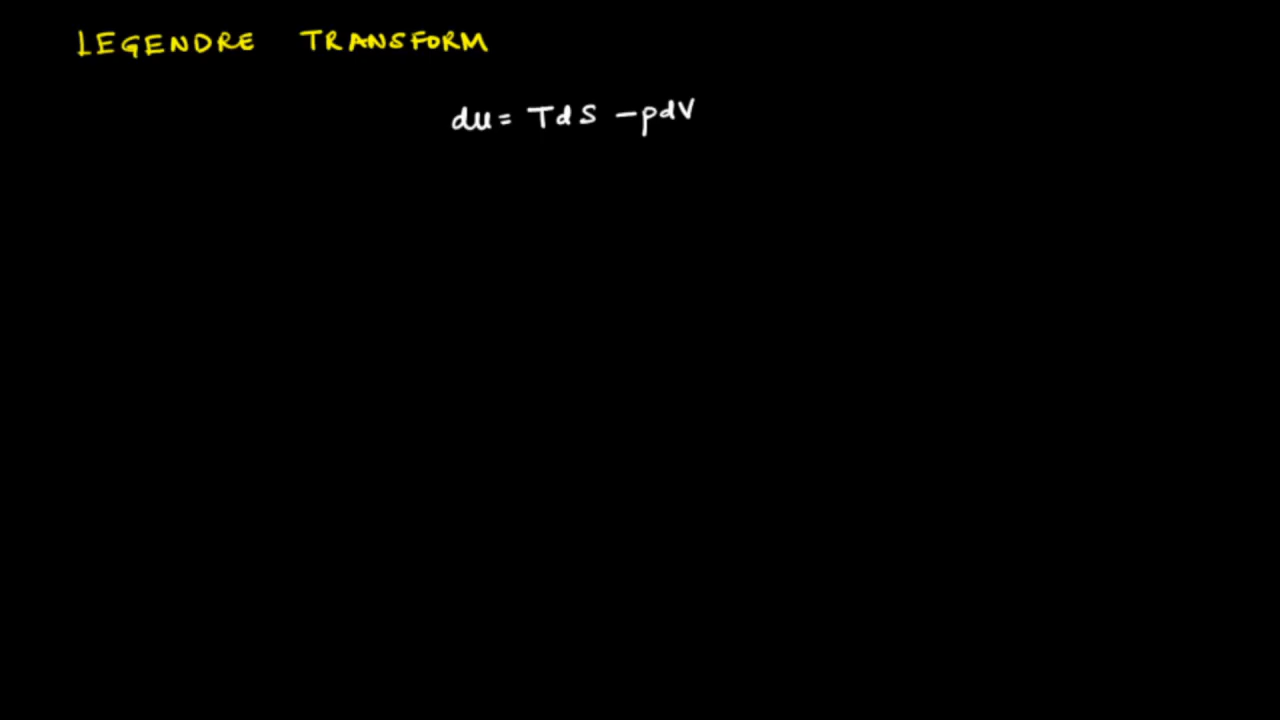 LEGENDRE TRANSFORM
du = TdS - pdV